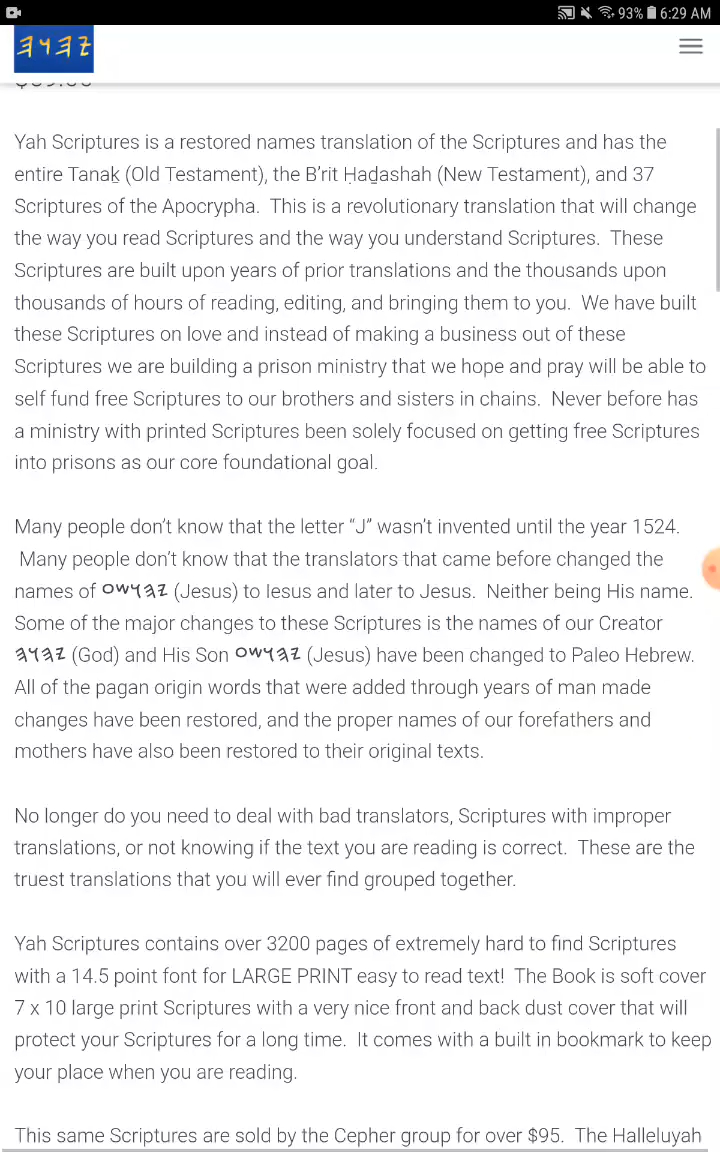 93% 6:29 AM
𐤉𐤄𐤅𐤄
Yah Scriptures is a restored names translation of the Scriptures and has the
entire Tanaḵ (Old Testament), the B’rit Ḥaḏashah (New Testament), and 37
Scriptures of the Apocrypha.  This is a revolutionary translation that will change
the way you read Scriptures and the way you understand Scriptures.  These
Scriptures are built upon years of prior translations and the thousands upon
thousands of hours of reading, editing, and bringing them to you.  We have built
these Scriptures on love and instead of making a business out of these
Scriptures we are building a prison ministry that we hope and pray will be able to
self fund free Scriptures to our brothers and sisters in chains.  Never before has
a ministry with printed Scriptures been solely focused on getting free Scriptures
into prisons as our core foundational goal.
Many people don’t know that the letter “J” wasn’t invented until the year 1524.
Many people don’t know that the translators that came before changed the
names of 𐤉𐤄𐤅𐤔𐤏 (Jesus) to Iesus and later to Jesus.  Neither being His name.
Some of the major changes to these Scriptures is the names of our Creator
𐤉𐤄𐤅𐤄 (God) and His Son 𐤉𐤄𐤅𐤔𐤏 (Jesus) have been changed to Paleo Hebrew.
All of the pagan origin words that were added through years of man made
changes have been restored, and the proper names of our forefathers and
mothers have also been restored to their original texts.
No longer do you need to deal with bad translators, Scriptures with improper
translations, or not knowing if the text you are reading is correct.  These are the
truest translations that you will ever find grouped together.
Yah Scriptures contains over 3200 pages of extremely hard to find Scriptures
with a 14.5 point font for LARGE PRINT easy to read text!  The Book is soft cover
7 x 10 large print Scriptures with a very nice front and back dust cover that will
protect your Scriptures for a long time.  It comes with a built in bookmark to keep
your place when you are reading.
This same Scriptures are sold by the Cepher group for over $95.  The Halleluyah